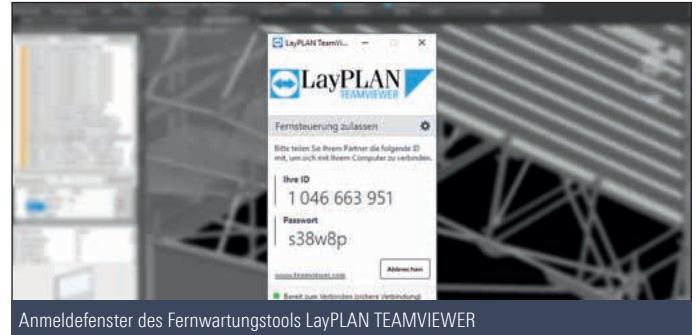 LayPLAN TeamVi...
LayPLAN
TEAMVIEWER
Fernsteuerung zulassen
Bitte teilen Sie Ihrem Partner die folgende ID
mit, um sich mit Ihrem Computer zu verbinden.
Ihre ID
1 046 663 951
Passwort
s38w8p
www.teamviewer.com
Abbrechen
Bereit zum Verbinden (sichere Verbindung)
Anmeldefenster des Fernwartungstools LayPLAN TEAMVIEWER